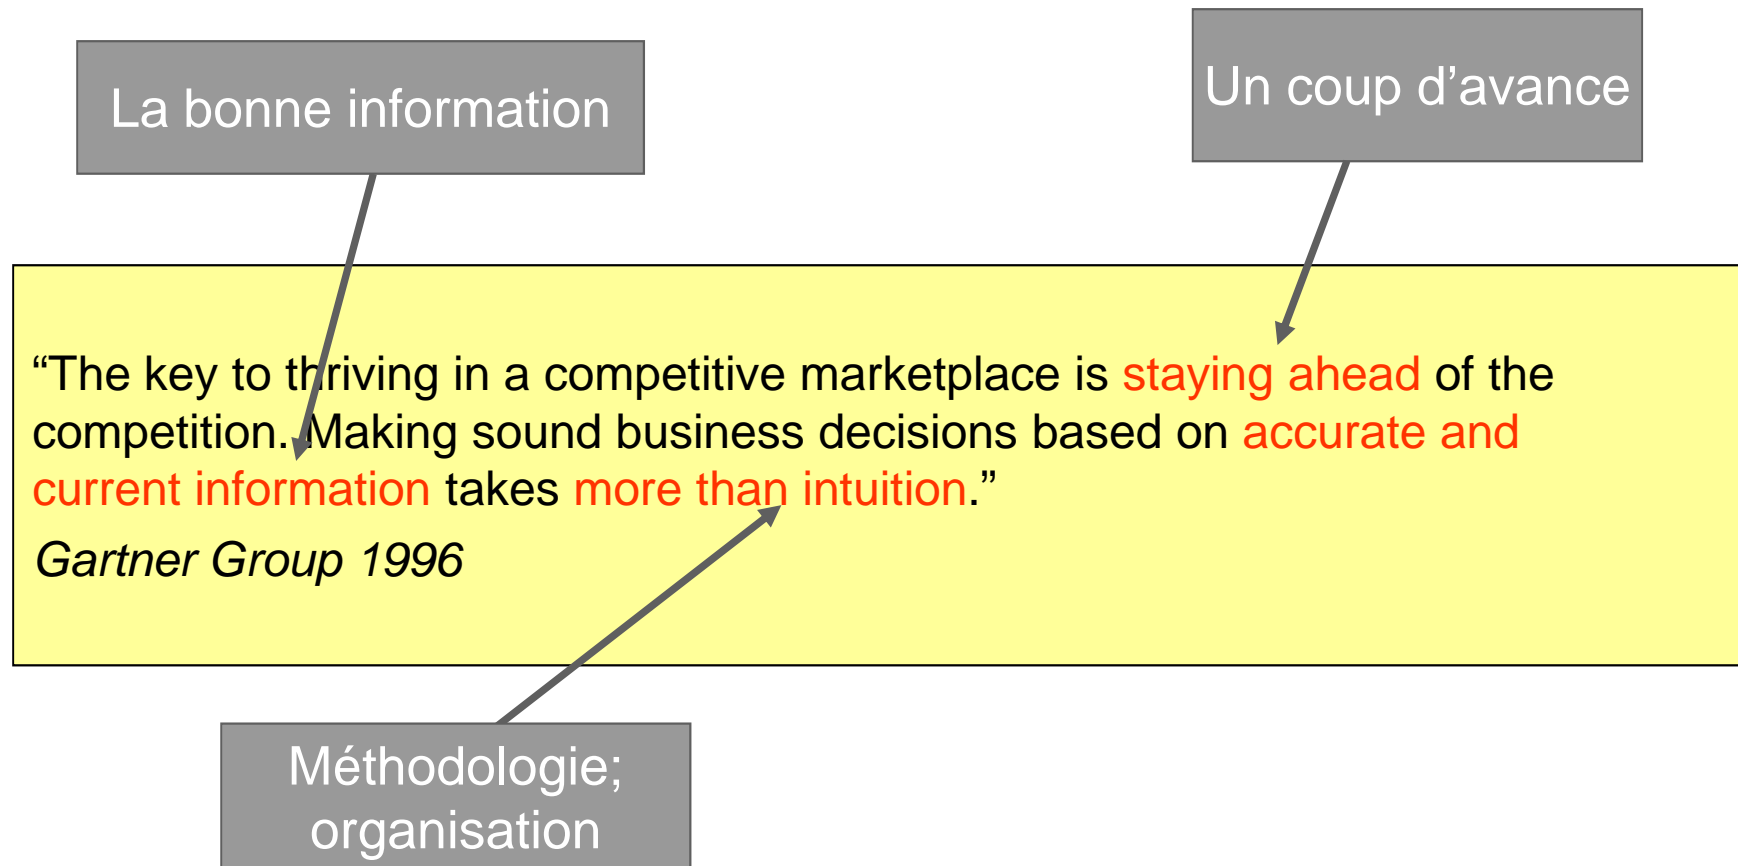 La bonne information
Un coup d’avance
“The key to thriving in a competitive marketplace is staying ahead of the
competition. Making sound business decisions based on accurate and
current information takes more than intuition.”
Gartner Group 1996
Méthodologie;
organisation